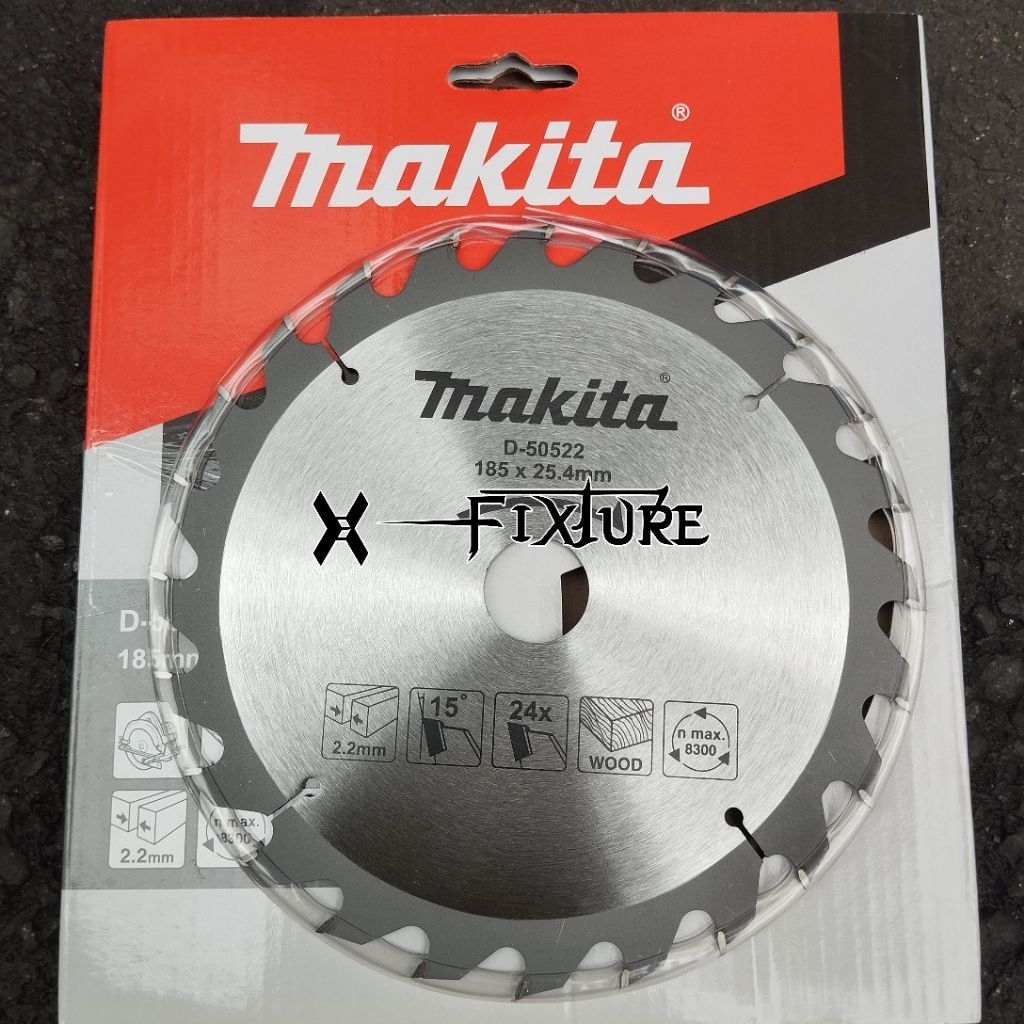 makita®
makita®
D-50522
185 x 25.4mm
FIXTURE
D-5
185mm
15°
24x
2.2mm
WOOD
n max.
8300
n max.
8300
2.2mm